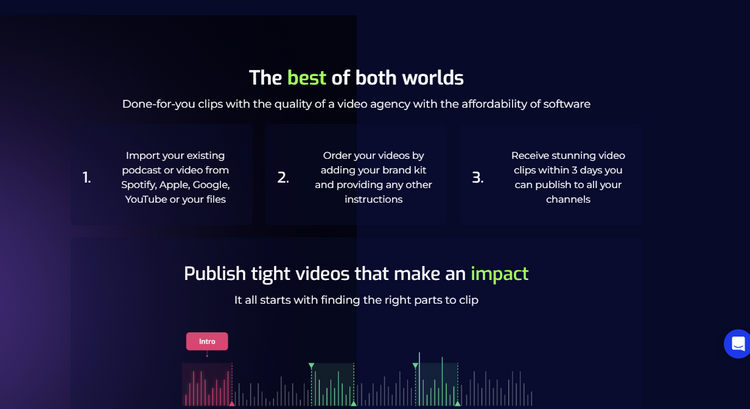 The best of both worlds
Done-for-you clips with the quality of a video agency with the affordability of software
1.
Import your existing
podcast or video from
Spotify, Apple, Google,
YouTube or your files
2.
Order your videos by
adding your brand kit
and providing any other
instructions
3.
Receive stunning video
clips within 3 days you
can publish to all your
channels
Publish tight videos that make an impact
It all starts with finding the right parts to clip
Intro